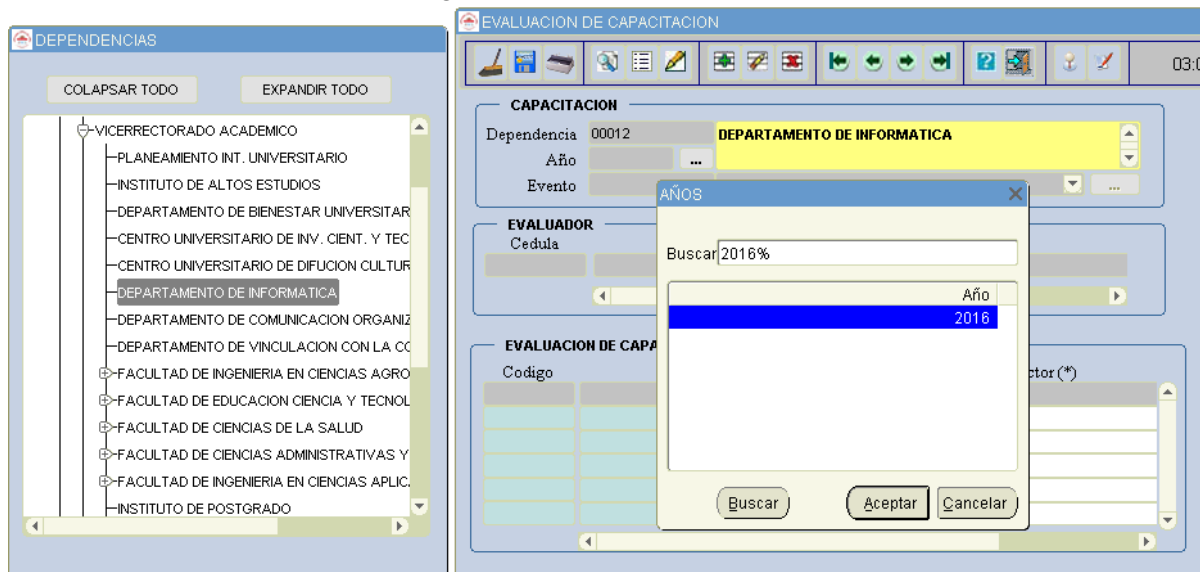 DEPENDENCIAS
COLAPSAR TODO EXPANDIR TODO
VICERRECTORADO ACADEMICO
PLANEAMIENTO INT. UNIVERSITARIO
INSTITUTO DE ALTOS ESTUDIOS
DEPARTAMENTO DE BIENESTAR UNIVERSITAR
CENTRO UNIVERSITARIO DE INV. CIENT. Y TEC
CENTRO UNIVERSITARIO DE DIFUCION CULTUR
DEPARTAMENTO DE INFORMATICA
DEPARTAMENTO DE COMUNICACION ORGANIZ
DEPARTAMENTO DE VINCULACION CON LA CO
FACULTAD DE INGENIERIA EN CIENCIAS AGRO
FACULTAD DE EDUCACION CIENCIA Y TECNOL
FACULTAD DE CIENCIAS DE LA SALUD
FACULTAD DE CIENCIAS ADMINISTRATIVAS Y
FACULTAD DE INGENIERIA EN CIENCIAS APLIC.
INSTITUTO DE POSTGRADO
EVALUACION DE CAPACITACION
03:0
CAPACITACION
Dependencia 00012 DEPARTAMENTO DE INFORMATICA
Año ...
Evento ...
EVALUADOR
Cedula
EVALUACION DE CAPA
Codigo ctor (*)
AÑOS
Buscar 2016%
Año
2016
Buscar Aceptar Cancelar